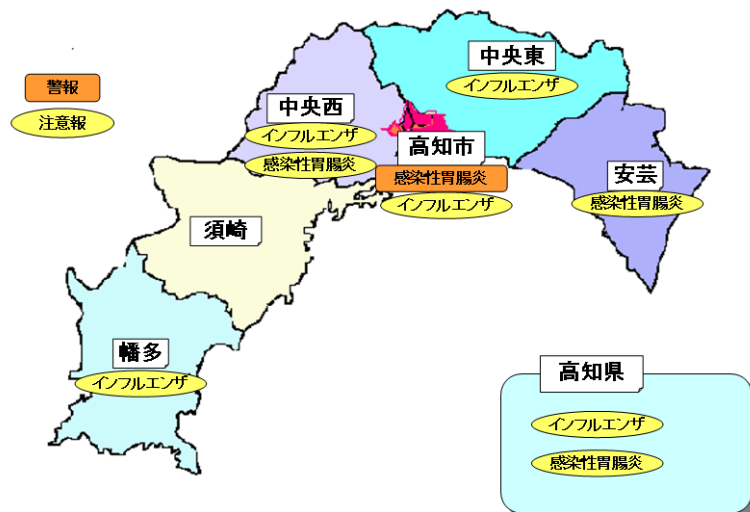 警報
注意報
中央東
インフルエンザ
中央西
インフルエンザ
感染性胃腸炎
高知市
感染性胃腸炎
インフルエンザ
安芸
感染性胃腸炎
須崎
幡多
インフルエンザ
高知県
インフルエンザ
感染性胃腸炎